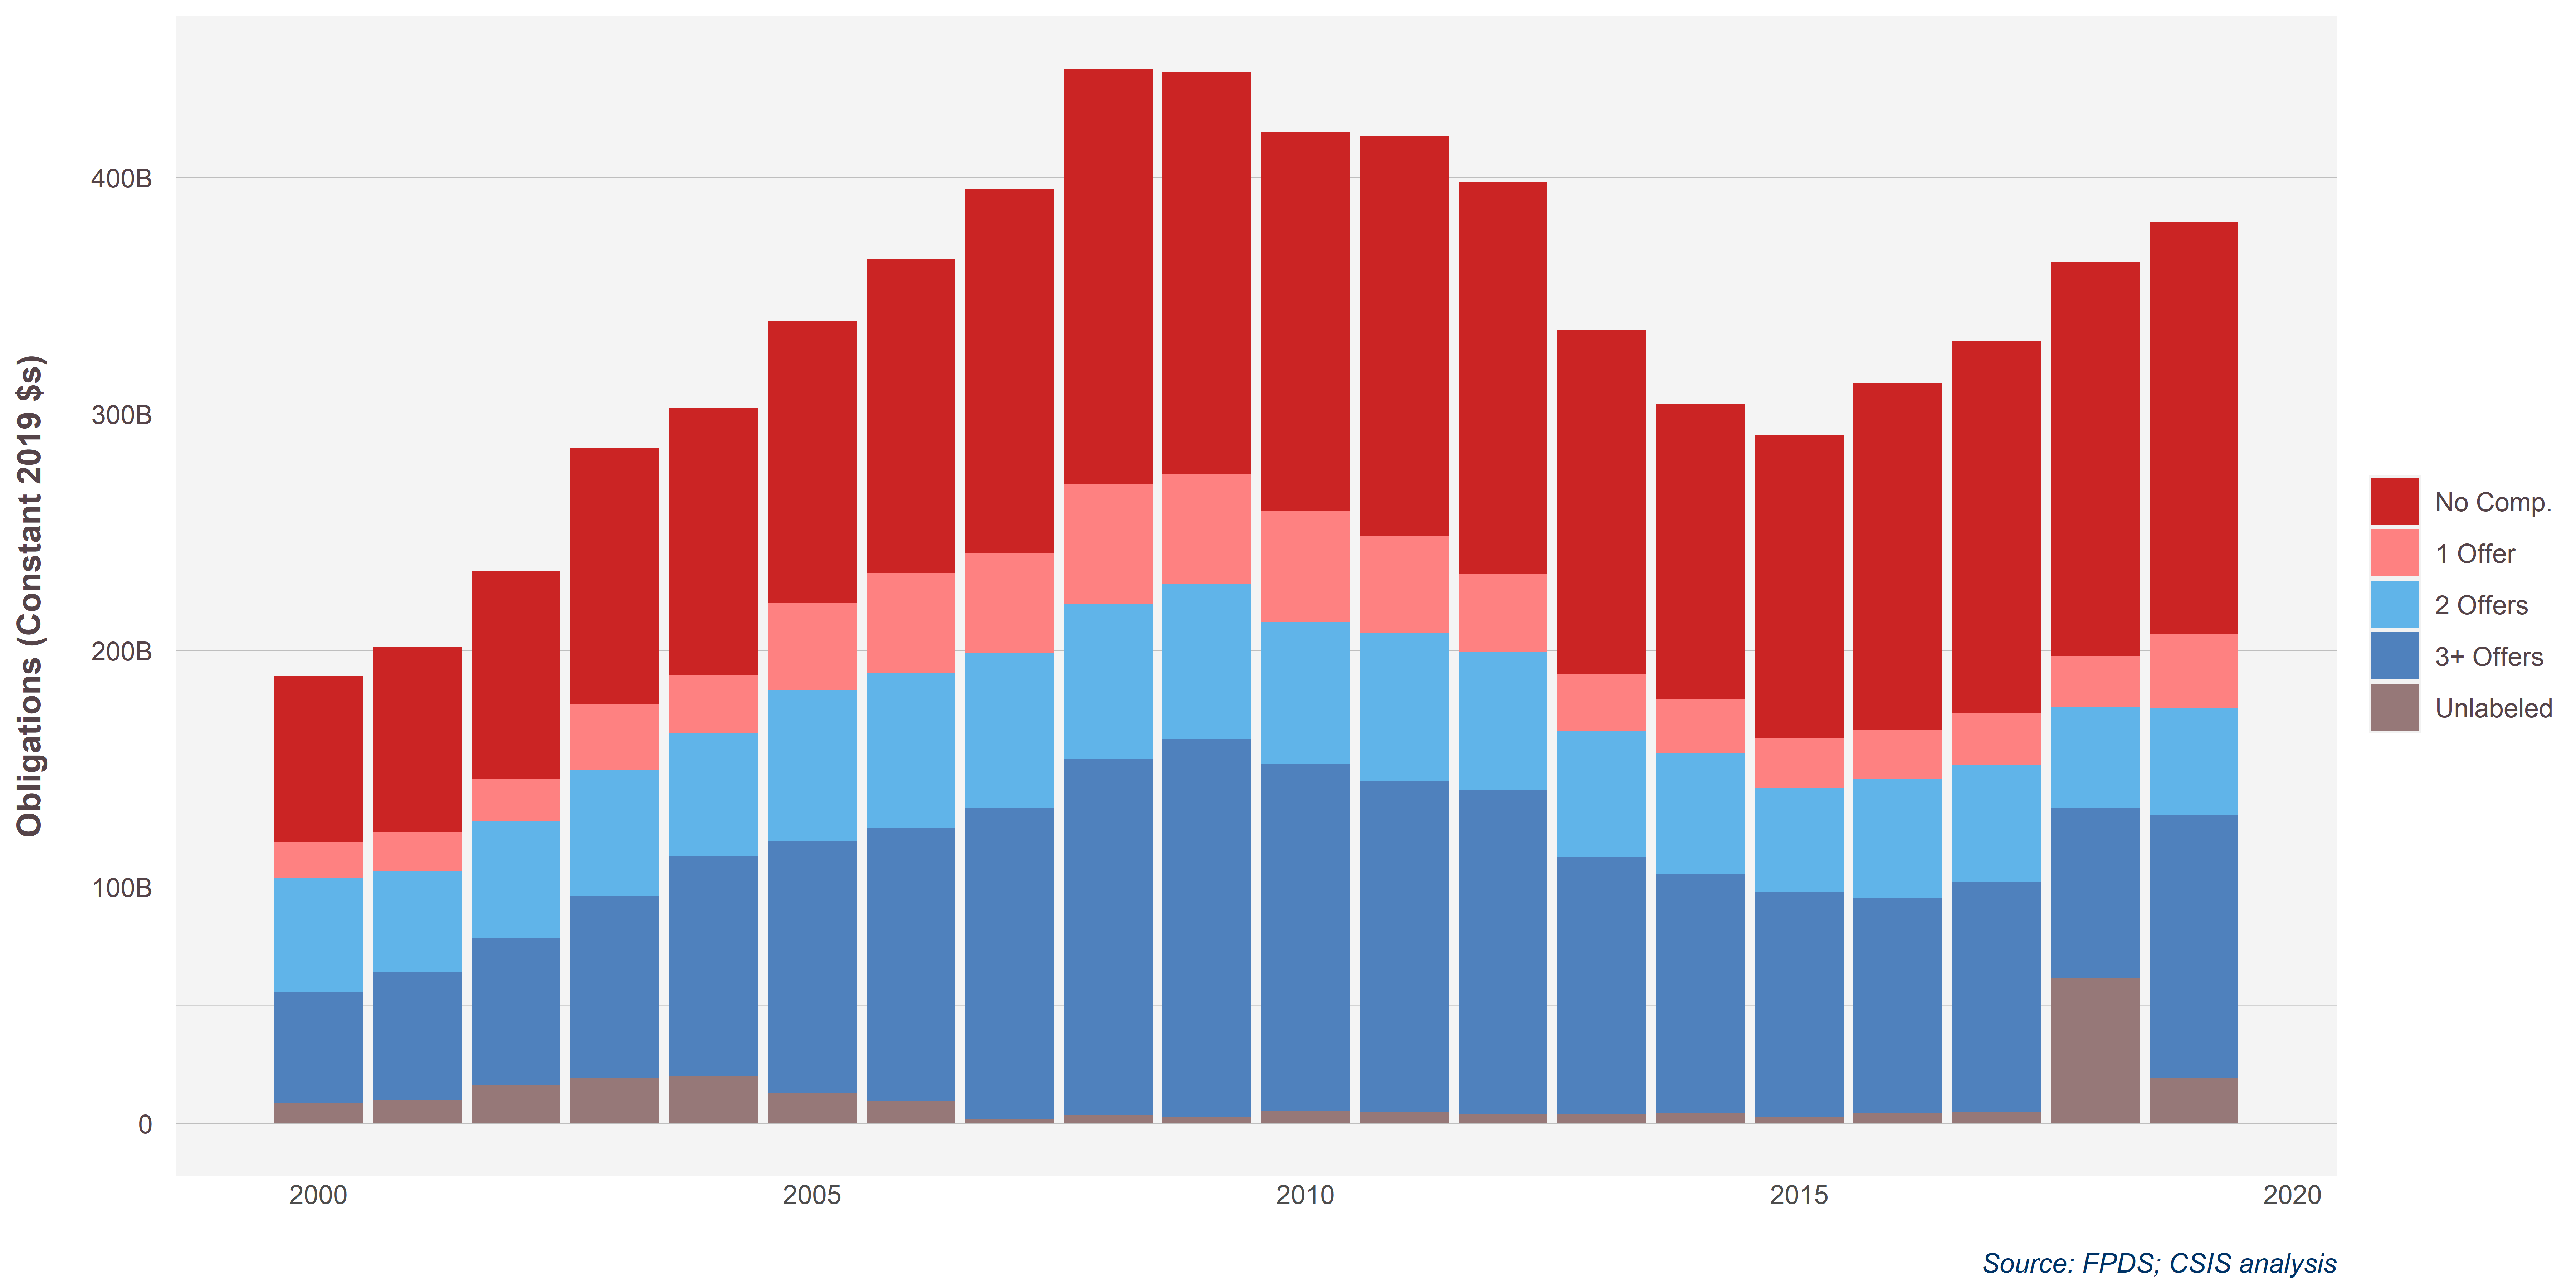 Obligations (Constant 2019 $s)
400B
300B
200B
100B
0
2000 2005 2010 2015 2020
No Comp.
1 Offer
2 Offers
3+ Offers
Unlabeled
Source: FPDS; CSIS analysis